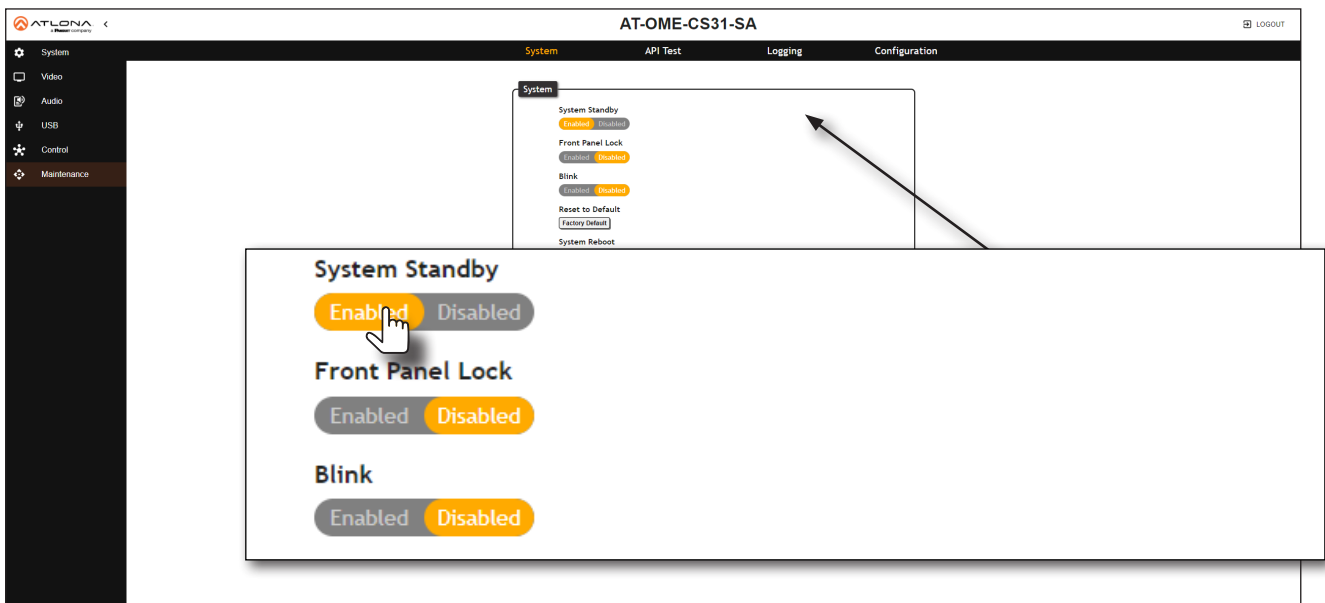 ATLONA
a Panduit company
<
AT-OME-CS31-SA
LOGOUT
System
Video
Audio
USB
Control
Maintenance
System API Test Logging Configuration
System
System Standby
Enabled Disabled
Front Panel Lock
Enabled Disabled
Blink
Enabled Disabled
Reset to Default
Factory Default
System Reboot
System Standby
Enabled Disabled
Front Panel Lock
Enabled Disabled
Blink
Enabled Disabled